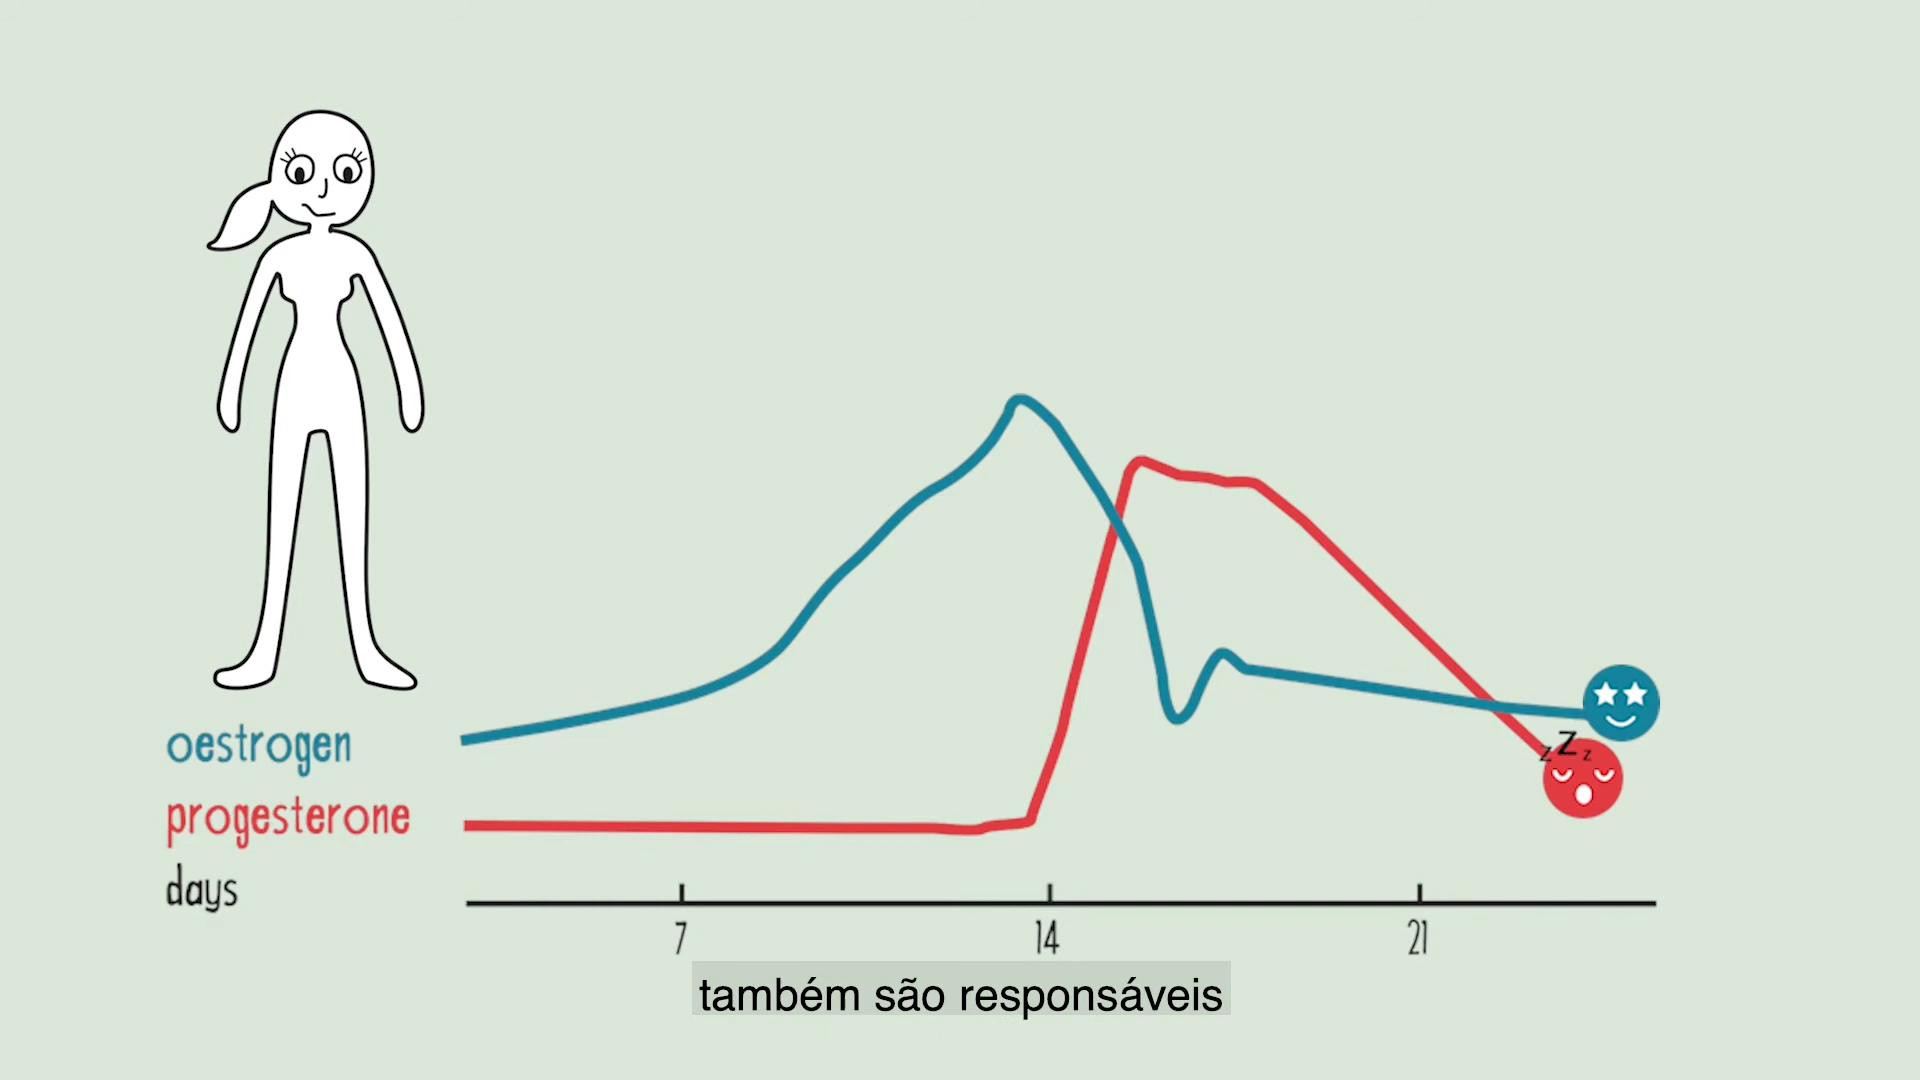 oestrogen
progesterone
days
7 14 21
z Z z
também são responsáveis